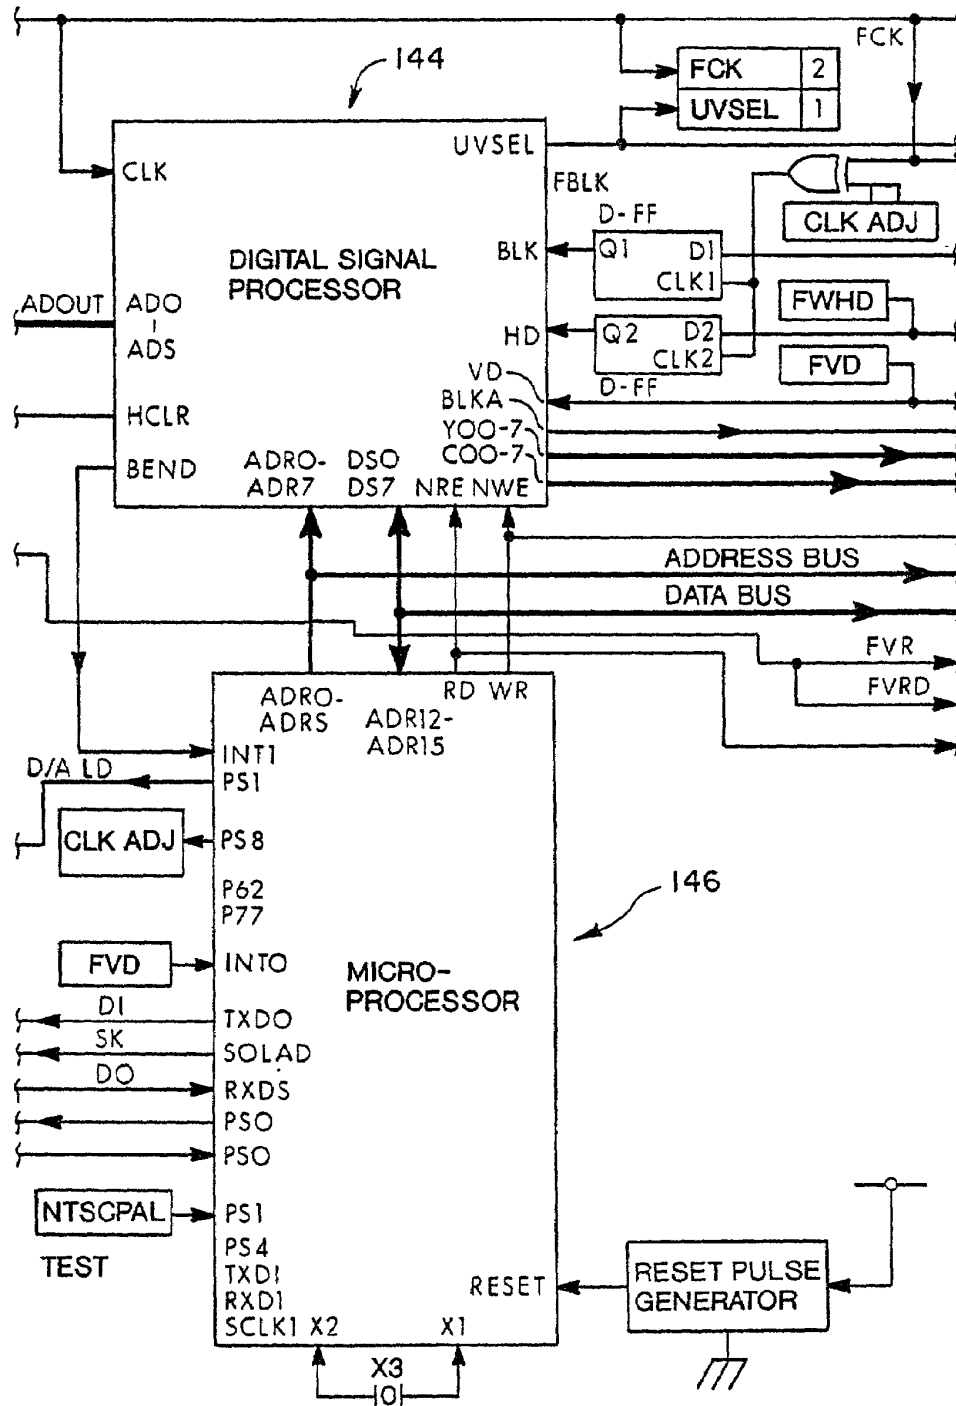 FCK
144
FCK 2
UVSEL 1
UVSEL
CLK
FBLK
CLK ADJ
D-FF
DIGITAL SIGNAL
PROCESSOR
BLK
Q1 D1
CLK1
FWHD
ADOUT
ADO
ADS
HD
Q2 D2
CLK2
FVD
VD
D-FF
BLKA
HCLR
YOO-7
COO-7
BEND
ADRO-
ADR7
DSO
DS7
NRE NWE
ADDRESS BUS
DATA BUS
FVR
FVRD
ADRO-
ADRS
ADR12-
ADR15
RD WR
INT1
D/A LD
PS1
CLK ADJ
PS8
146
P62
P77
FVD
INTO
MICRO-
PROCESSOR
DI
TXDO
SK
SOLAD
DO
RXDS
PSO
PSO
NTSCPAL
PS1
TEST
PS4
TXD1
RXD1
SCLK1 X2 X1
RESET
RESET PULSE
GENERATOR
X3